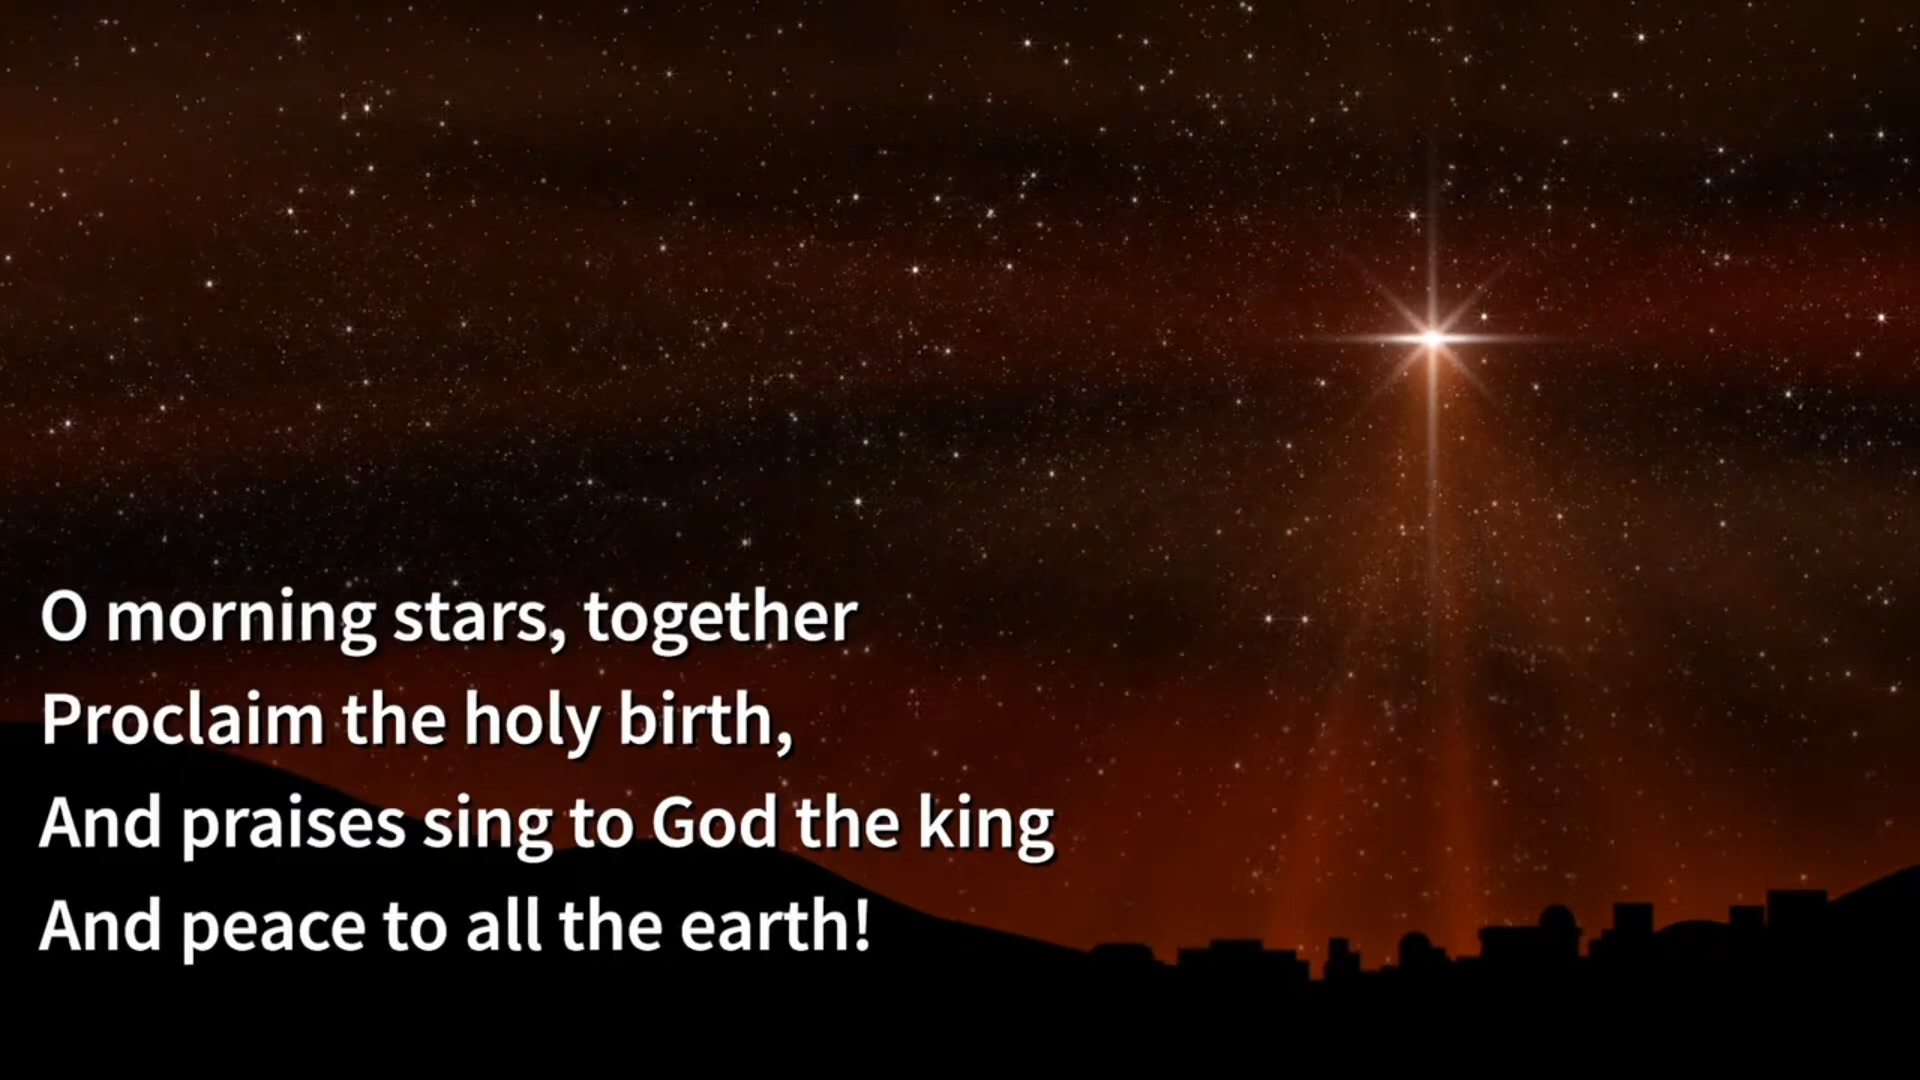 O morning stars, together
Proclaim the holy birth,
And praises sing to God the king
And peace to all the earth!